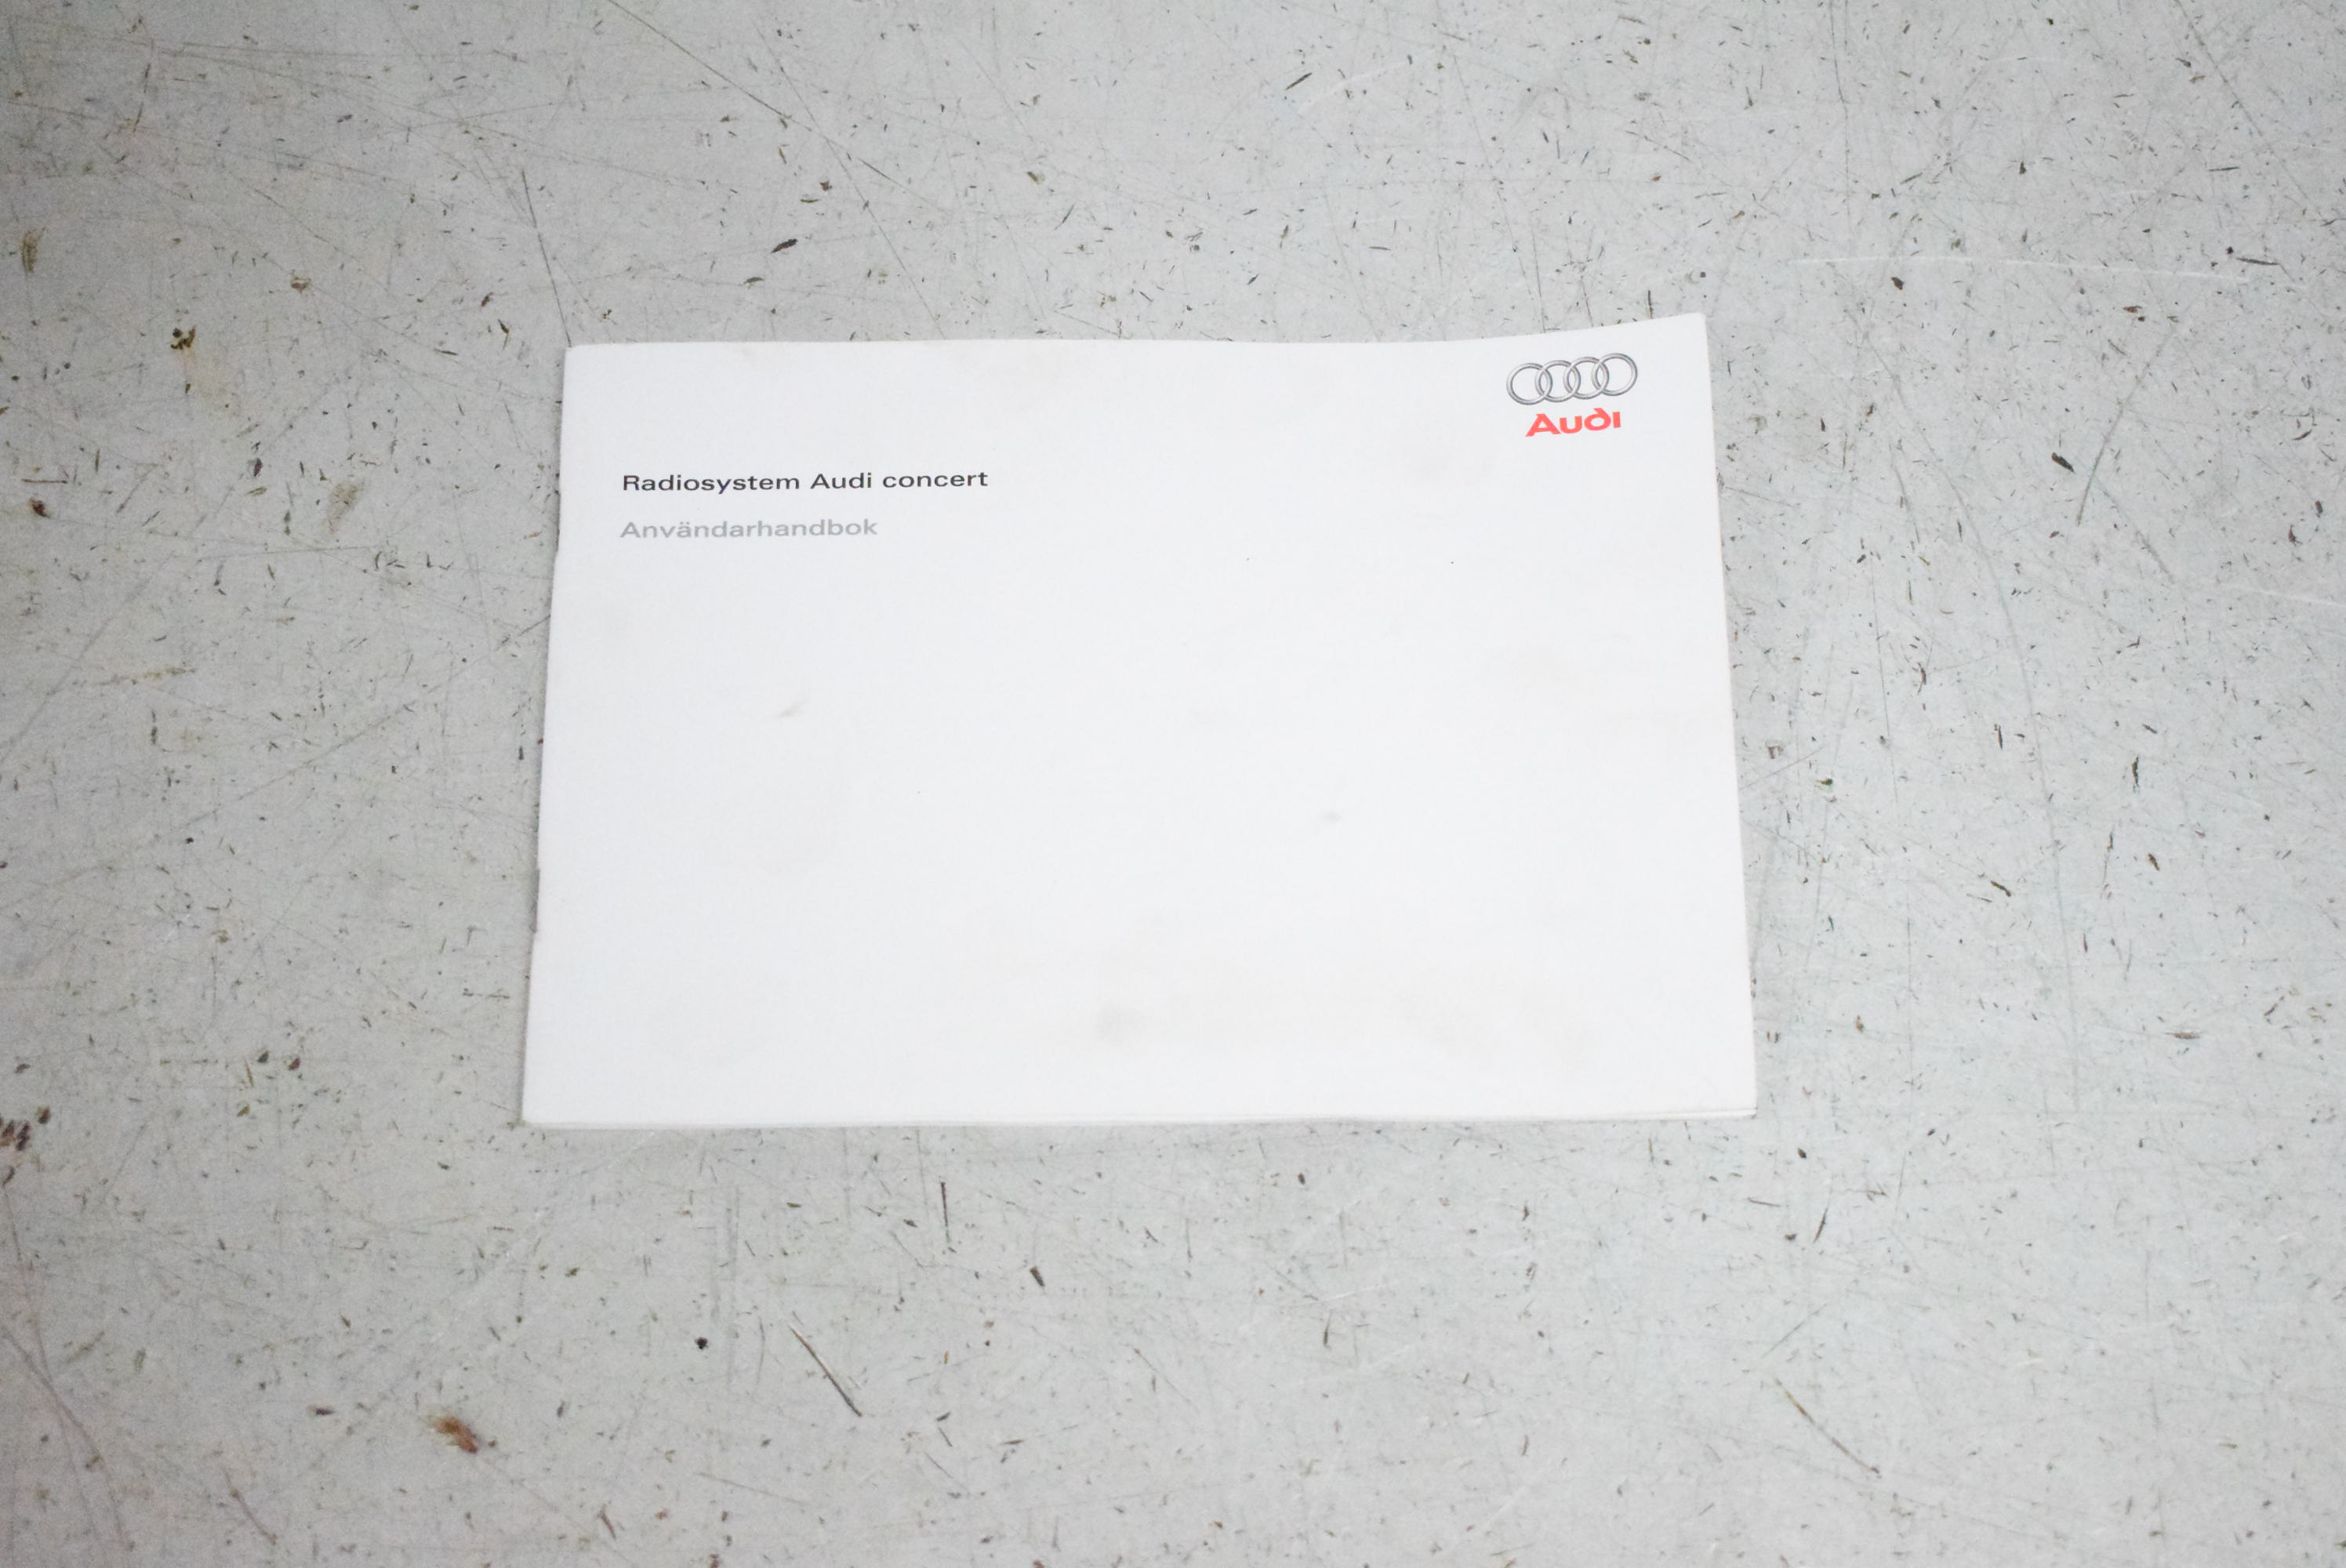 Audi
Radiosystem Audi concert
Användarhandbok